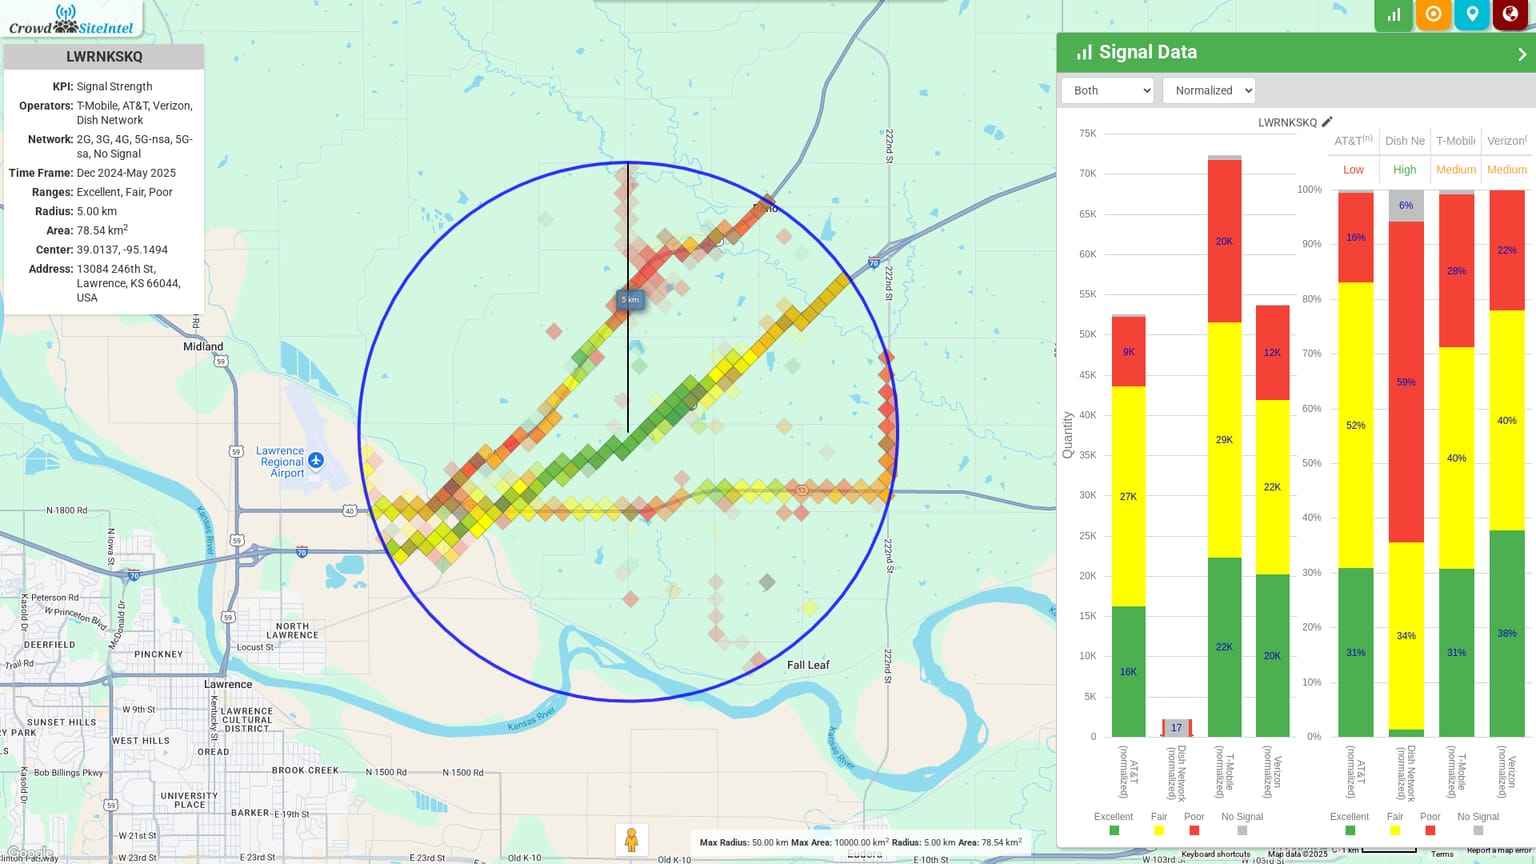 Crowd SiteIntel
LWRNKSKQ
KPI: Signal Strength
Operators: T-Mobile, AT&T, Verizon,
Dish Network
Network: 2G, 3G, 4G, 5G-nsa, 5G-
sa, No Signal
Time Frame: Dec 2024-May 2025
Ranges: Excellent, Fair, Poor
Radius: 5.00 km
Area: 78.54 km2
Center: 39.0137, -95.1494
Address: 13084 246th St,
Lawrence, KS 66044,
USA
Signal Data
Both
Normalized
LWRNKSKQ
AT&T(n)
Dish Ne
T-Mobil
Verizon(
Low
High
Medium
Medium
75K
70K
65K
60K
55K
50K
45K
40K
35K
30K
25K
20K
15K
10K
5K
0
Quantity
9K
27K
16K
17
20K
29K
22K
12K
22K
20K
AT&T
(normalized)
Dish Network
(normalized)
T-Mobile
(normalized)
Verizon
(normalized)
Excellent
Fair
Poor
No Signal
100%
90%
80%
70%
60%
50%
40%
30%
20%
10%
0%
16%
52%
31%
6%
59%
34%
28%
40%
31%
22%
40%
38%
AT&T
(normalized)
Dish Network
(normalized)
T-Mobile
(normalized)
Verizon
(normalized)
Excellent
Fair
Poor
No Signal
222nd St
222nd St
222nd St
222nd St
70
5 km
Midland
59
Rd
Lawrence
Regional
Airport
59
N 1800 Rd
40
59
70
70
32
Kansas River
N Iowa St
N Peterson Rd
W Princeton Blvd
McDonald Dr
Kasold Dr
59
NORTH
LAWRENCE
DEERFIELD
Locust St
PINCKNEY
Trail Rd
Lawrence
W 9th St
LAWRENCE
CULTURAL
DISTRICT
Kentucky St
SUNSET HILLS
Y PARK
WEST HILLS
OREAD
Kasold Dr
Bob Billings Pkwy
BROOK CREEK
N 1500 Rd
N 1500 Rd
UNIVERSITY
PLACE
59
BARKER
E 19th St
W 21st St
E 23rd St
E 23rd St
E 23rd St
Old K-10
Old K-10
E 10th St
Fall Leaf
Kansas River
Kansas River
Eudora
Google
Max Radius: 50.00 km Max Area: 10000.00 km2 Radius: 5.00 km Area: 78.54 km2
W 103rd St
W 103rd St
Keyboard shortcuts
Map data ©2025
1 km
Terms
Report a map error